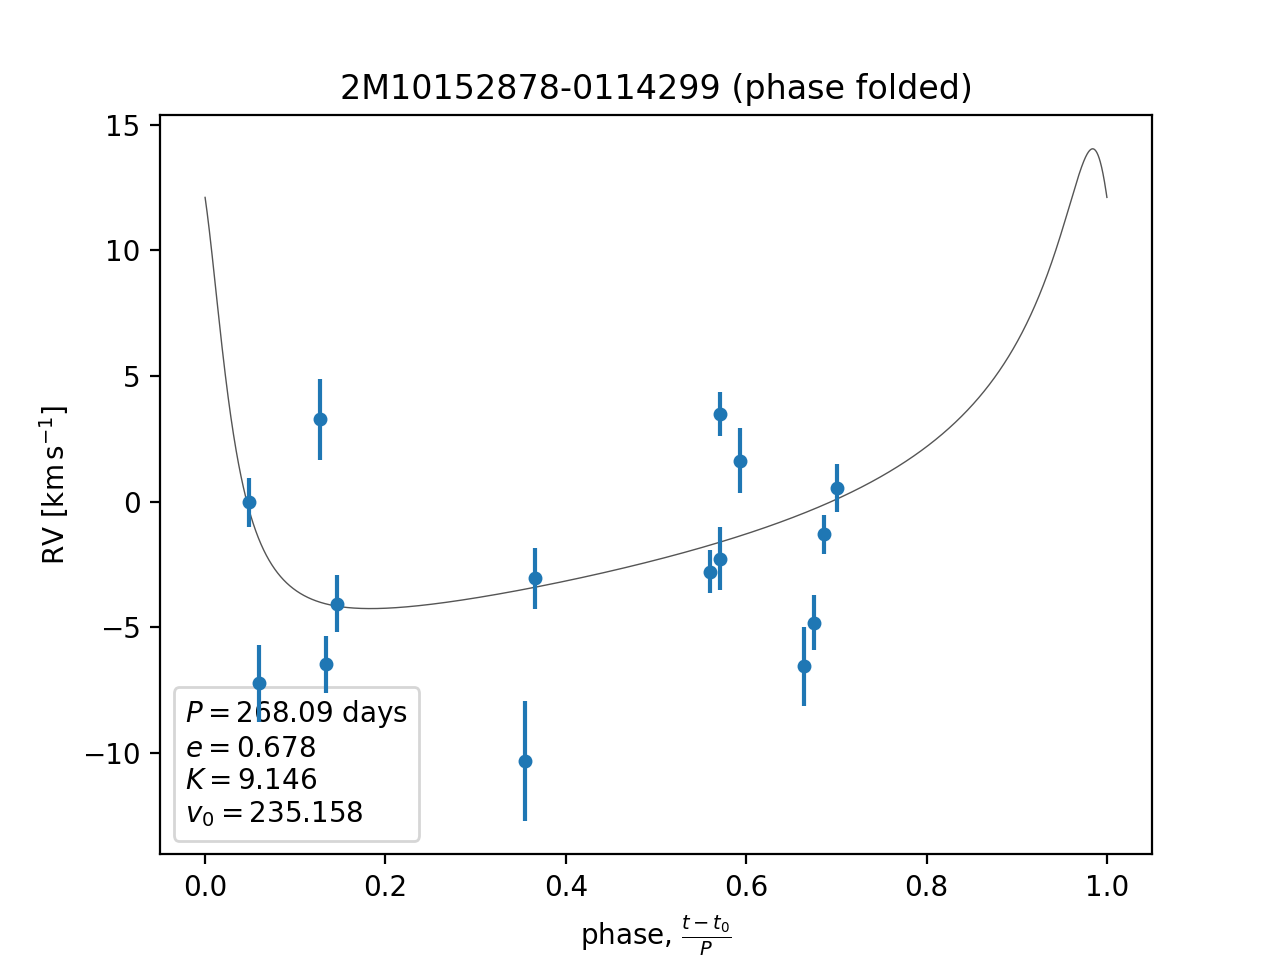 2M10152878-0114299 (phase folded)
15
10
5
0
−5
−10
RV [km s⁻¹]
P = 268.09 days
e = 0.678
K = 9.146
v₀ = 235.158
0.0 0.2 0.4 0.6 0.8 1.0
phase, (t − t₀)/P